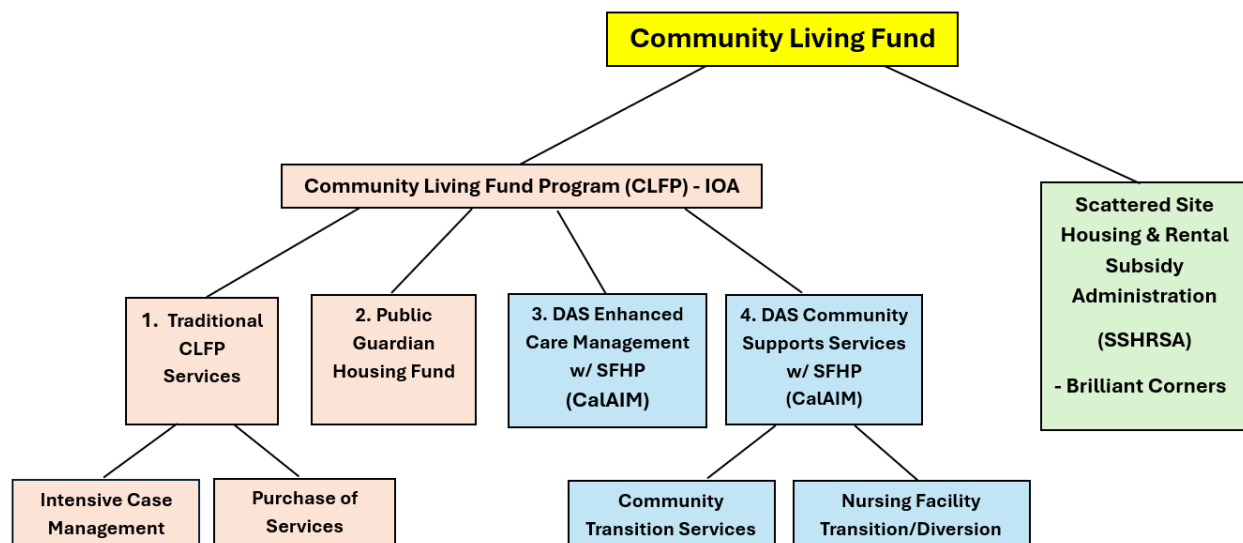 Community Living Fund
Community Living Fund Program (CLFP) - IOA
Scattered Site
Housing & Rental
Subsidy
Administration
(SSHRSA)
- Brilliant Corners
1. Traditional
CLFP
Services
2. Public
Guardian
Housing Fund
3. DAS Enhanced
Care Management
w/ SFHP
(CalAIM)
4. DAS Community
Supports Services
w/ SFHP
(CalAIM)
Intensive Case
Management
Purchase of
Services
Community
Transition Services
Nursing Facility
Transition/Diversion